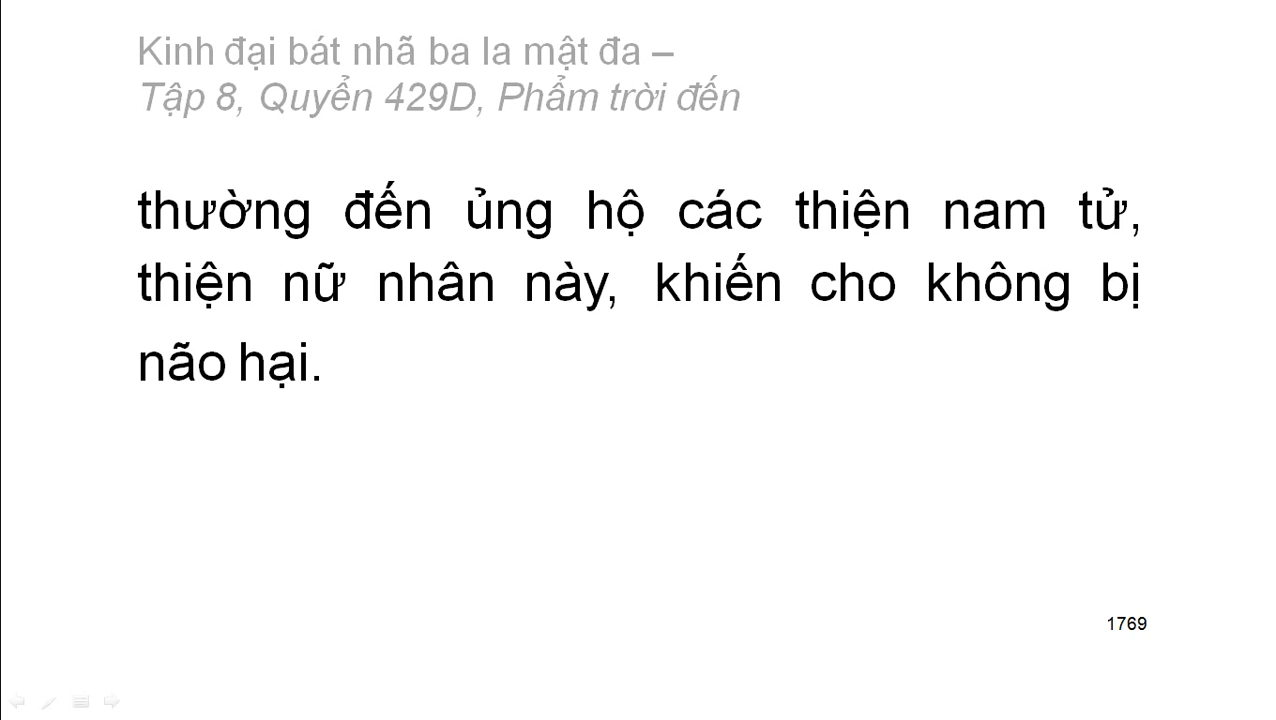 Kinh đại bát nhã ba la mật đa –
Tập 8, Quyển 429D, Phẩm trời đến
thường đến ủng hộ các thiện nam tử,
thiện nữ nhân này, khiến cho không bị
não hại.
1769